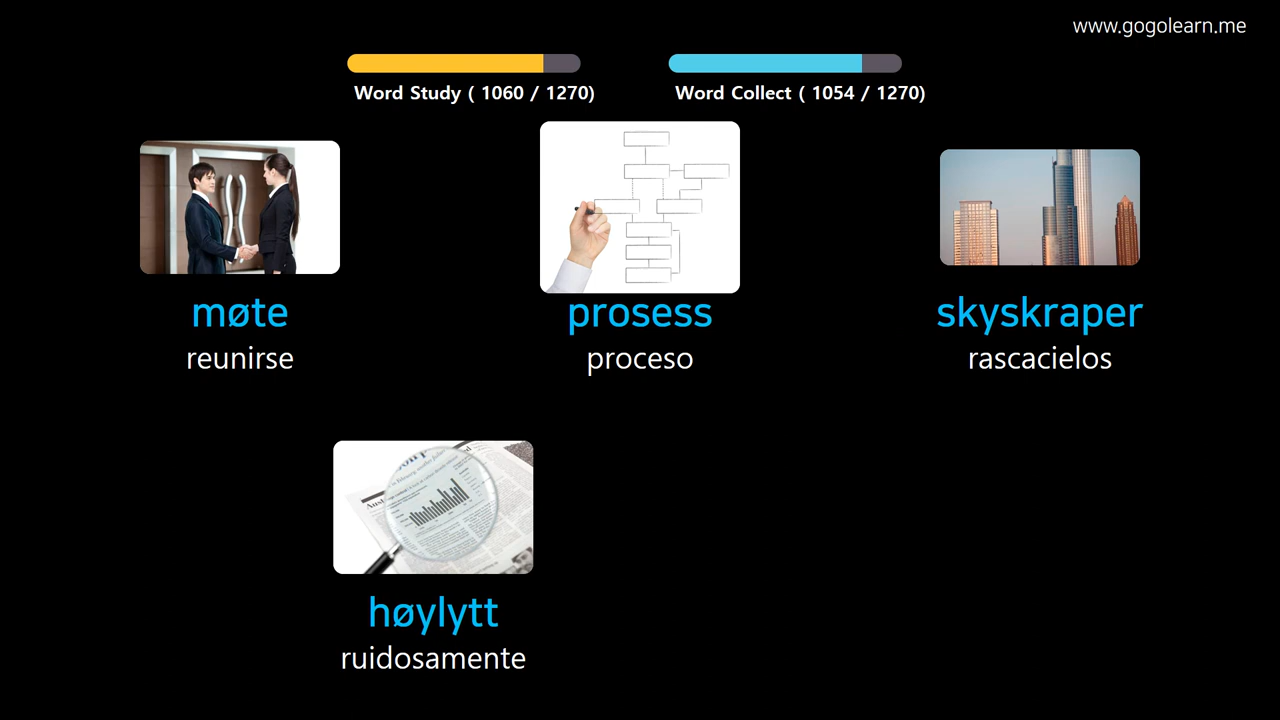 www.gogolearn.me
Word Study ( 1060 / 1270)
Word Collect ( 1054 / 1270)
møte
prosess
skyskraper
reunirse
proceso
rascacielos
høylytt
ruidosamente